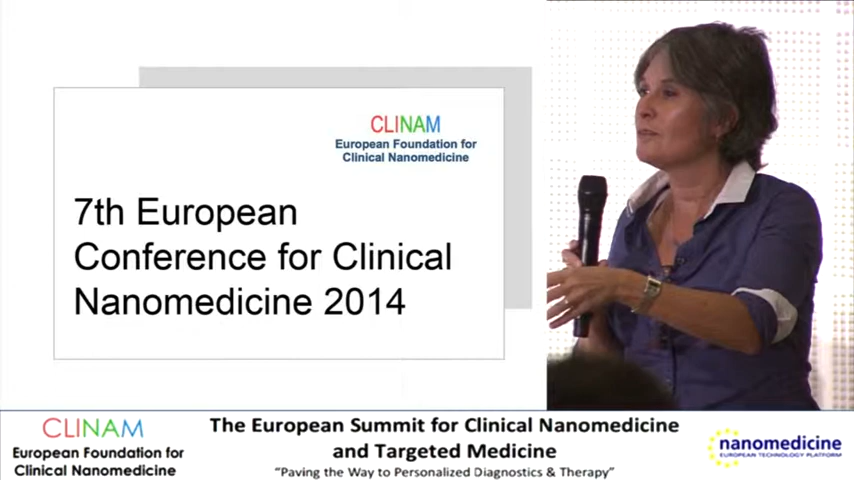 CLINAM
European Foundation for
Clinical Nanomedicine
7th European
Conference for Clinical
Nanomedicine 2014
CLINAM
European Foundation for
Clinical Nanomedicine
The European Summit for Clinical Nanomedicine
and Targeted Medicine
"Paving the Way to Personalized Diagnostics & Therapy"
nanomedicine
EUROPEAN TECHNOLOGY PLATFORM